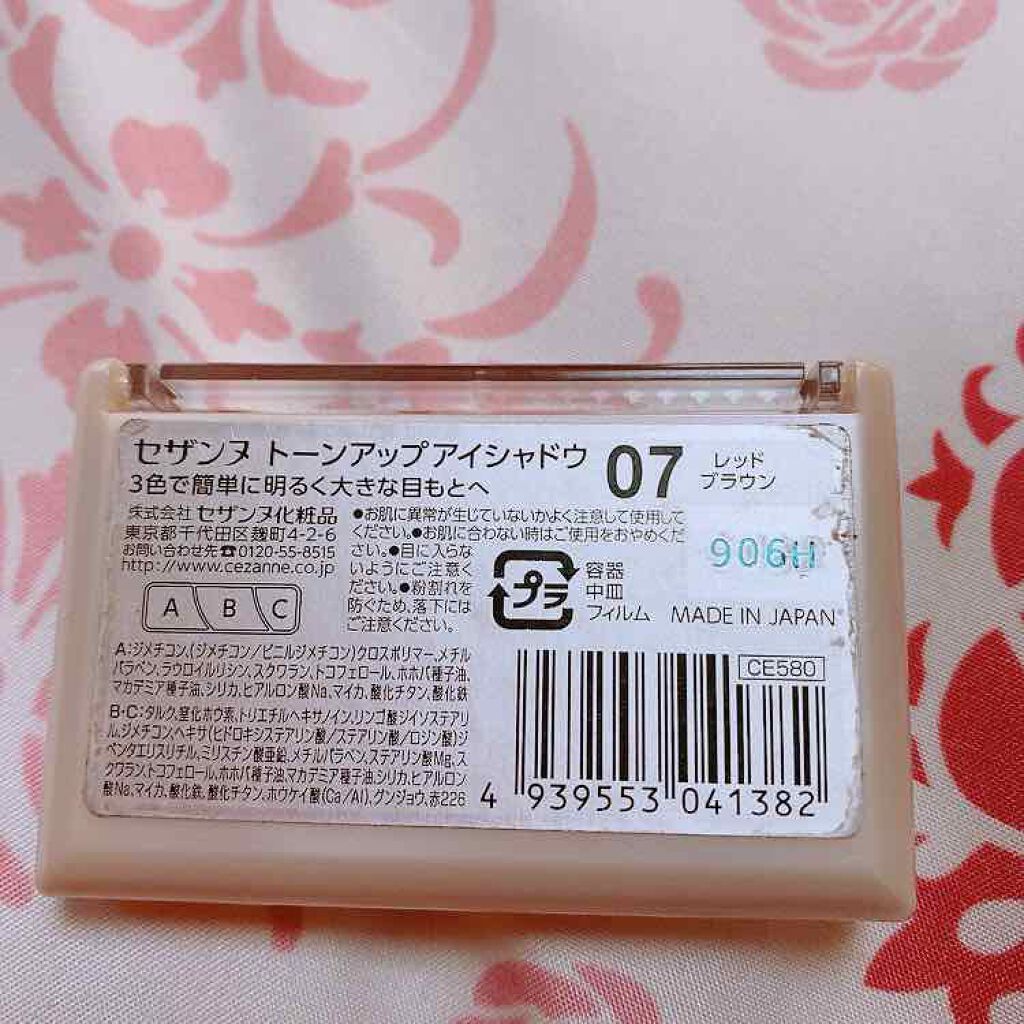 セザンヌ トーンアップアイシャドウ
3色で簡単に明るく大きな目もとへ
07
レッド
ブラウン
株式会社 セザンヌ化粧品
東京都千代田区麹町4-2-6
お問い合わせ先☎0120-55-8515
http://www.cezanne.co.jp
●お肌に異常が生じていないかよく注意して使用して
ください。●お肌に合わない時はご使用をおやめくだ
さい。●目に入らな
いようにご注意く
ださい。●粉割れを
防ぐため、落下には
ご注意ください。
プラ
容器
中皿
フィルム
906H
MADE IN JAPAN
A B C
A:ジメチコン、(ジメチコン/ビニルジメチコン)クロスポリマー、メチル
パラベン、ラウロイルリシン、スクワラン、トコフェロール、ホホバ種子油、
マカデミア種子油、シリカ、ヒアルロン酸Na、マイカ、酸化チタン、酸化鉄
B・C:タルク、窒化ホウ素、トリエチルヘキサノイン、リンゴ酸ジイソステアリ
ル、ジメチコン、ヘキサ(ヒドロキシステアリン酸/ステアリン酸/ロジン酸)ジ
ペンタエリスリチル、ミリスチン酸亜鉛、メチルパラベン、ステアリン酸Mg、ス
クワラン、トコフェロール、ホホバ種子油、マカデミア種子油、シリカ、ヒアルロン
酸Na、マイカ、酸化鉄、酸化チタン、ホウケイ酸(Ca/Al)、グンジョウ、赤226
CE580
4 939553 041382